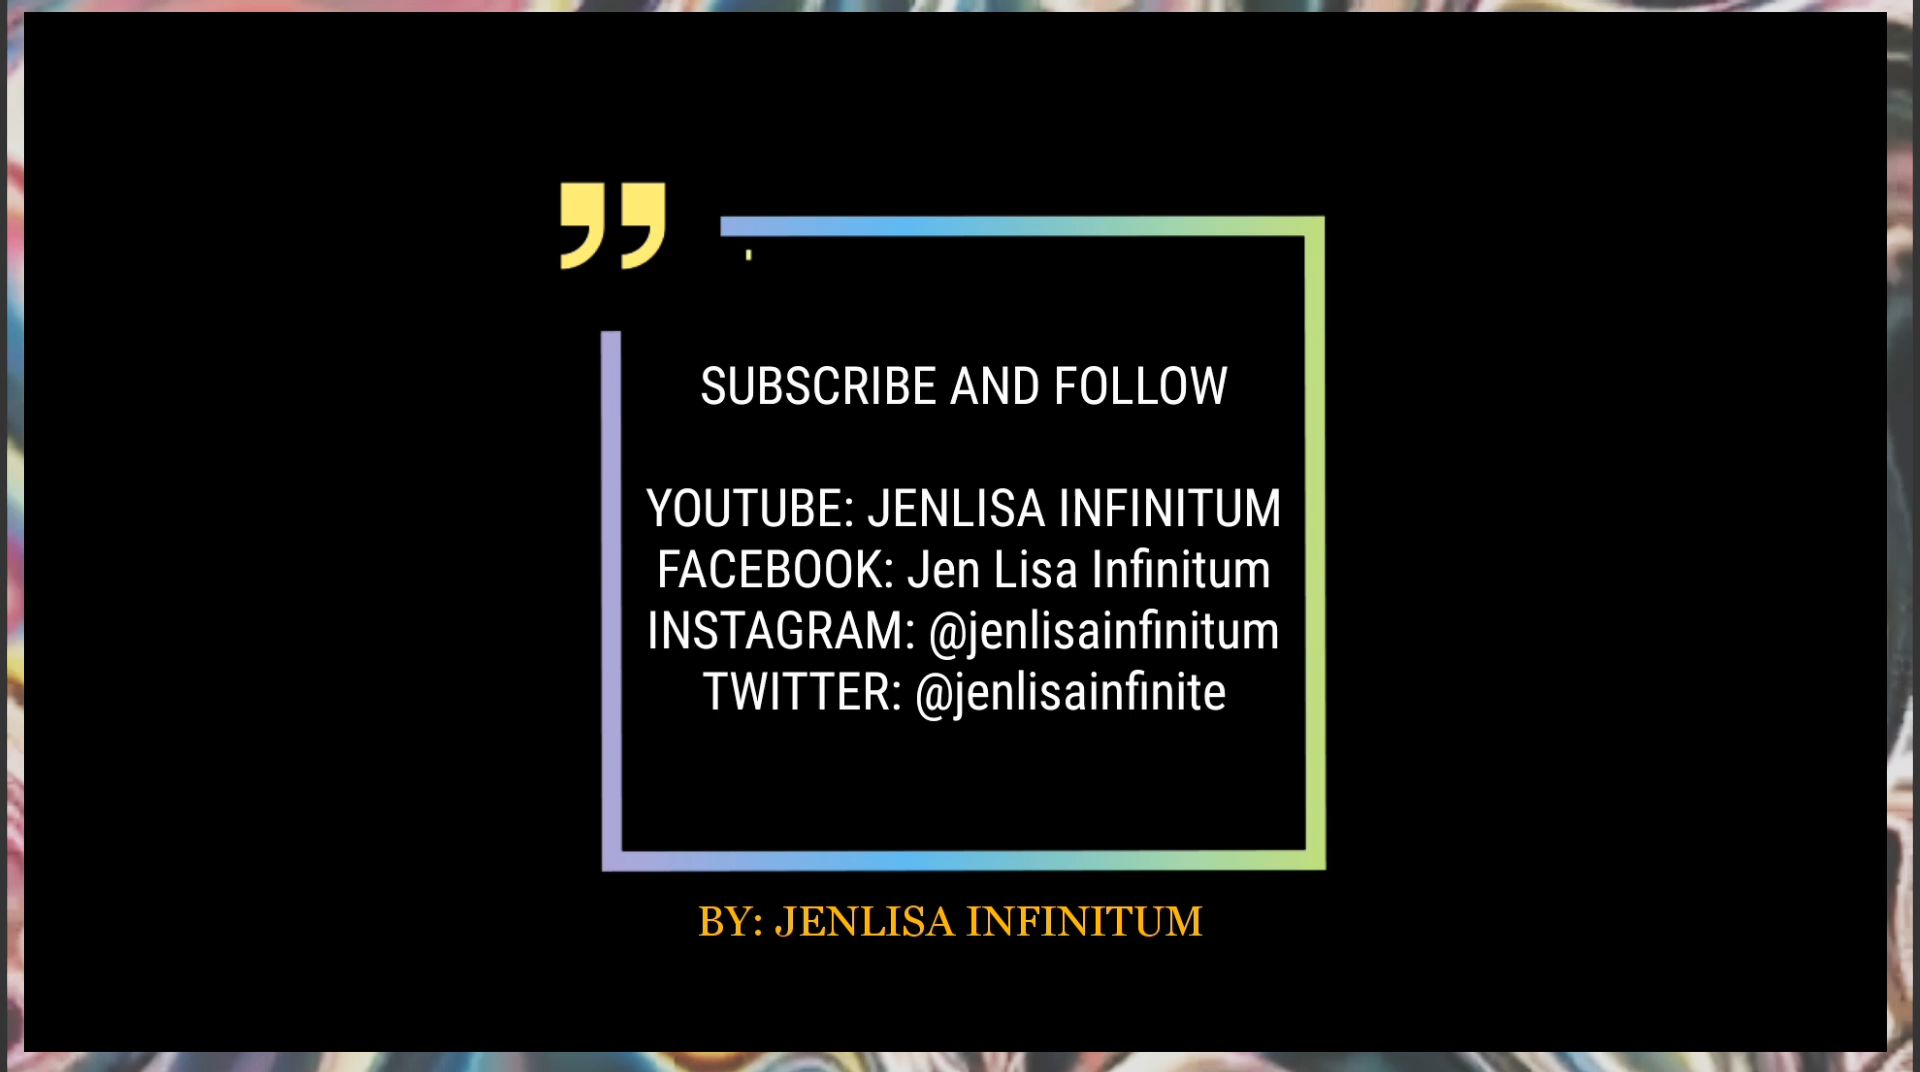 SUBSCRIBE AND FOLLOW
YOUTUBE: JENLISA INFINITUM
FACEBOOK: Jen Lisa Infinitum
INSTAGRAM: @jenlisainfinitum
TWITTER: @jenlisainfinite
BY: JENLISA INFINITUM